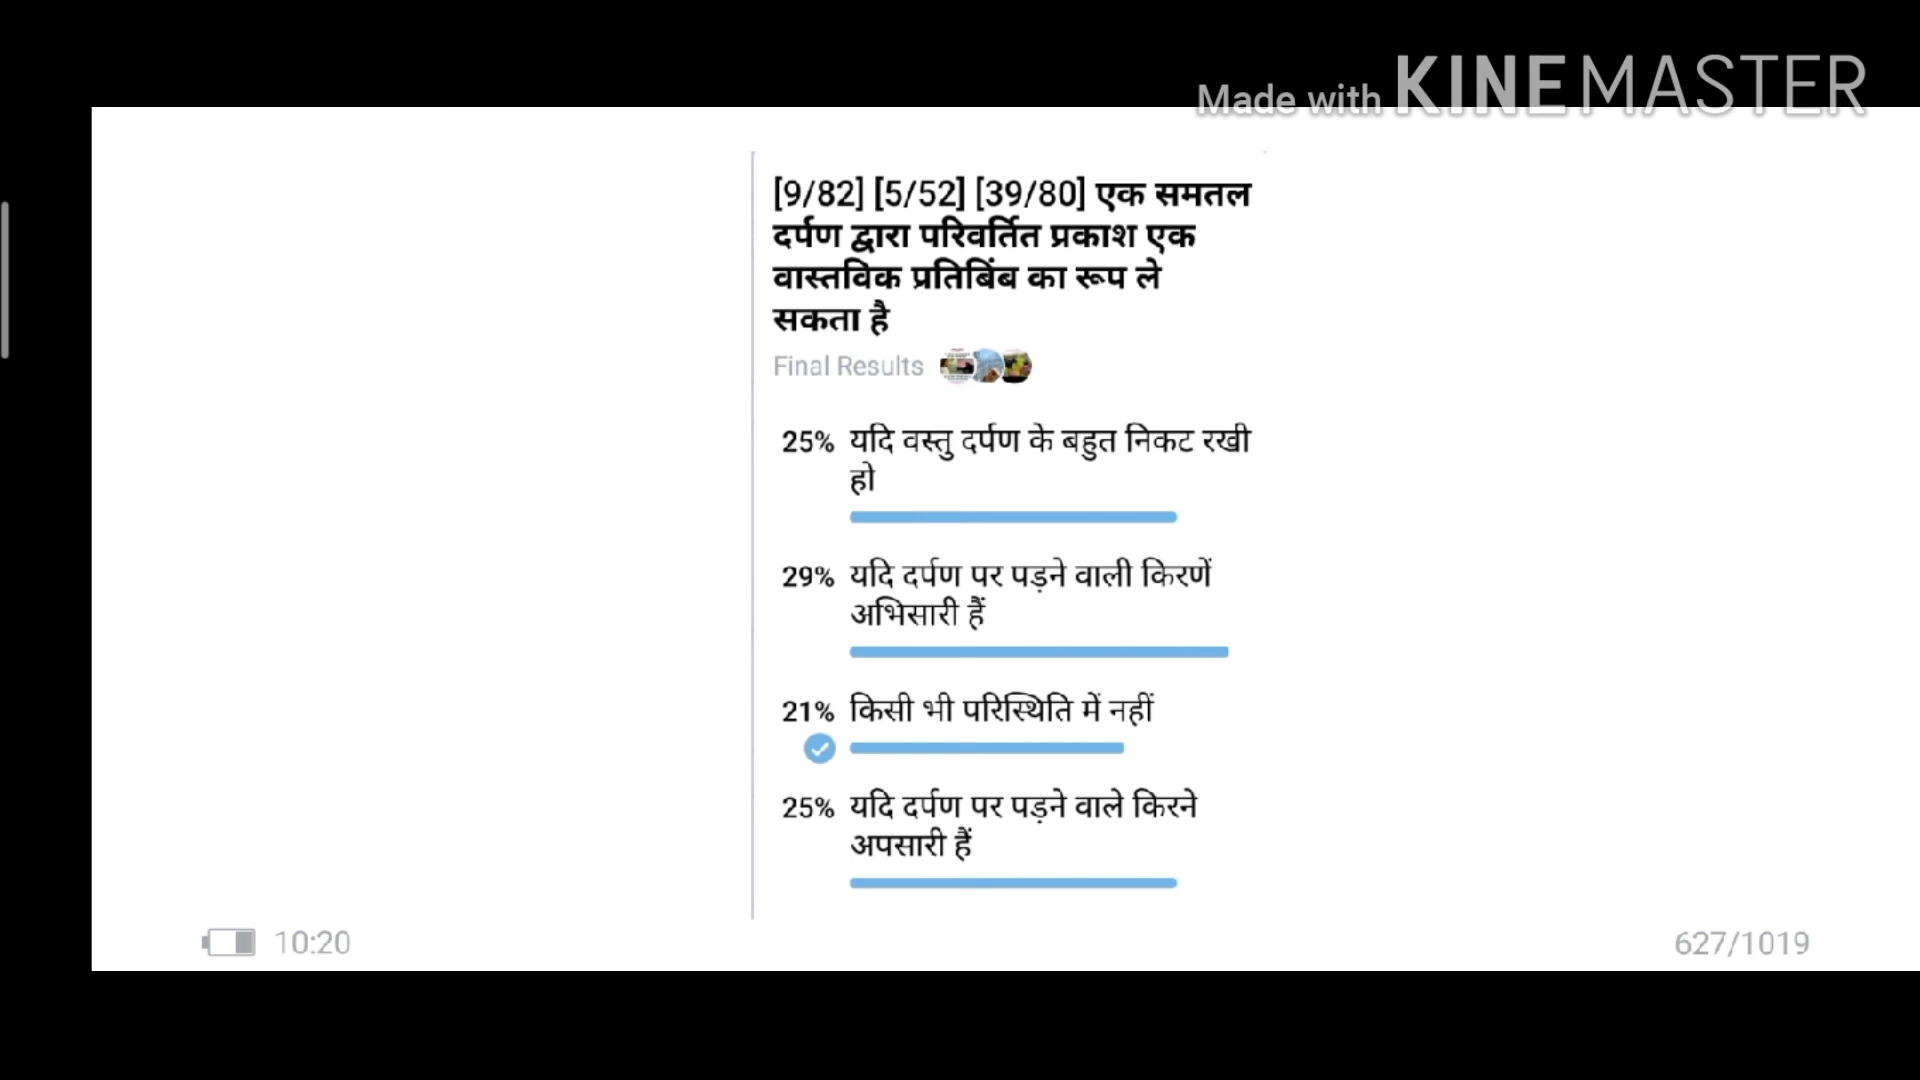 Made with KINEMASTER
[9/82] [5/52] [39/80] एक समतल
दर्पण द्वारा परिवर्तित प्रकाश एक
वास्तविक प्रतिबिंब का रूप ले
सकता है
Final Results
25% यदि वस्तु दर्पण के बहुत निकट रखी
हो
29% यदि दर्पण पर पड़ने वाली किरणें
अभिसारी हैं
21% किसी भी परिस्थिति में नहीं
25% यदि दर्पण पर पड़ने वाले किरने
अपसारी हैं
10:20
627/1019